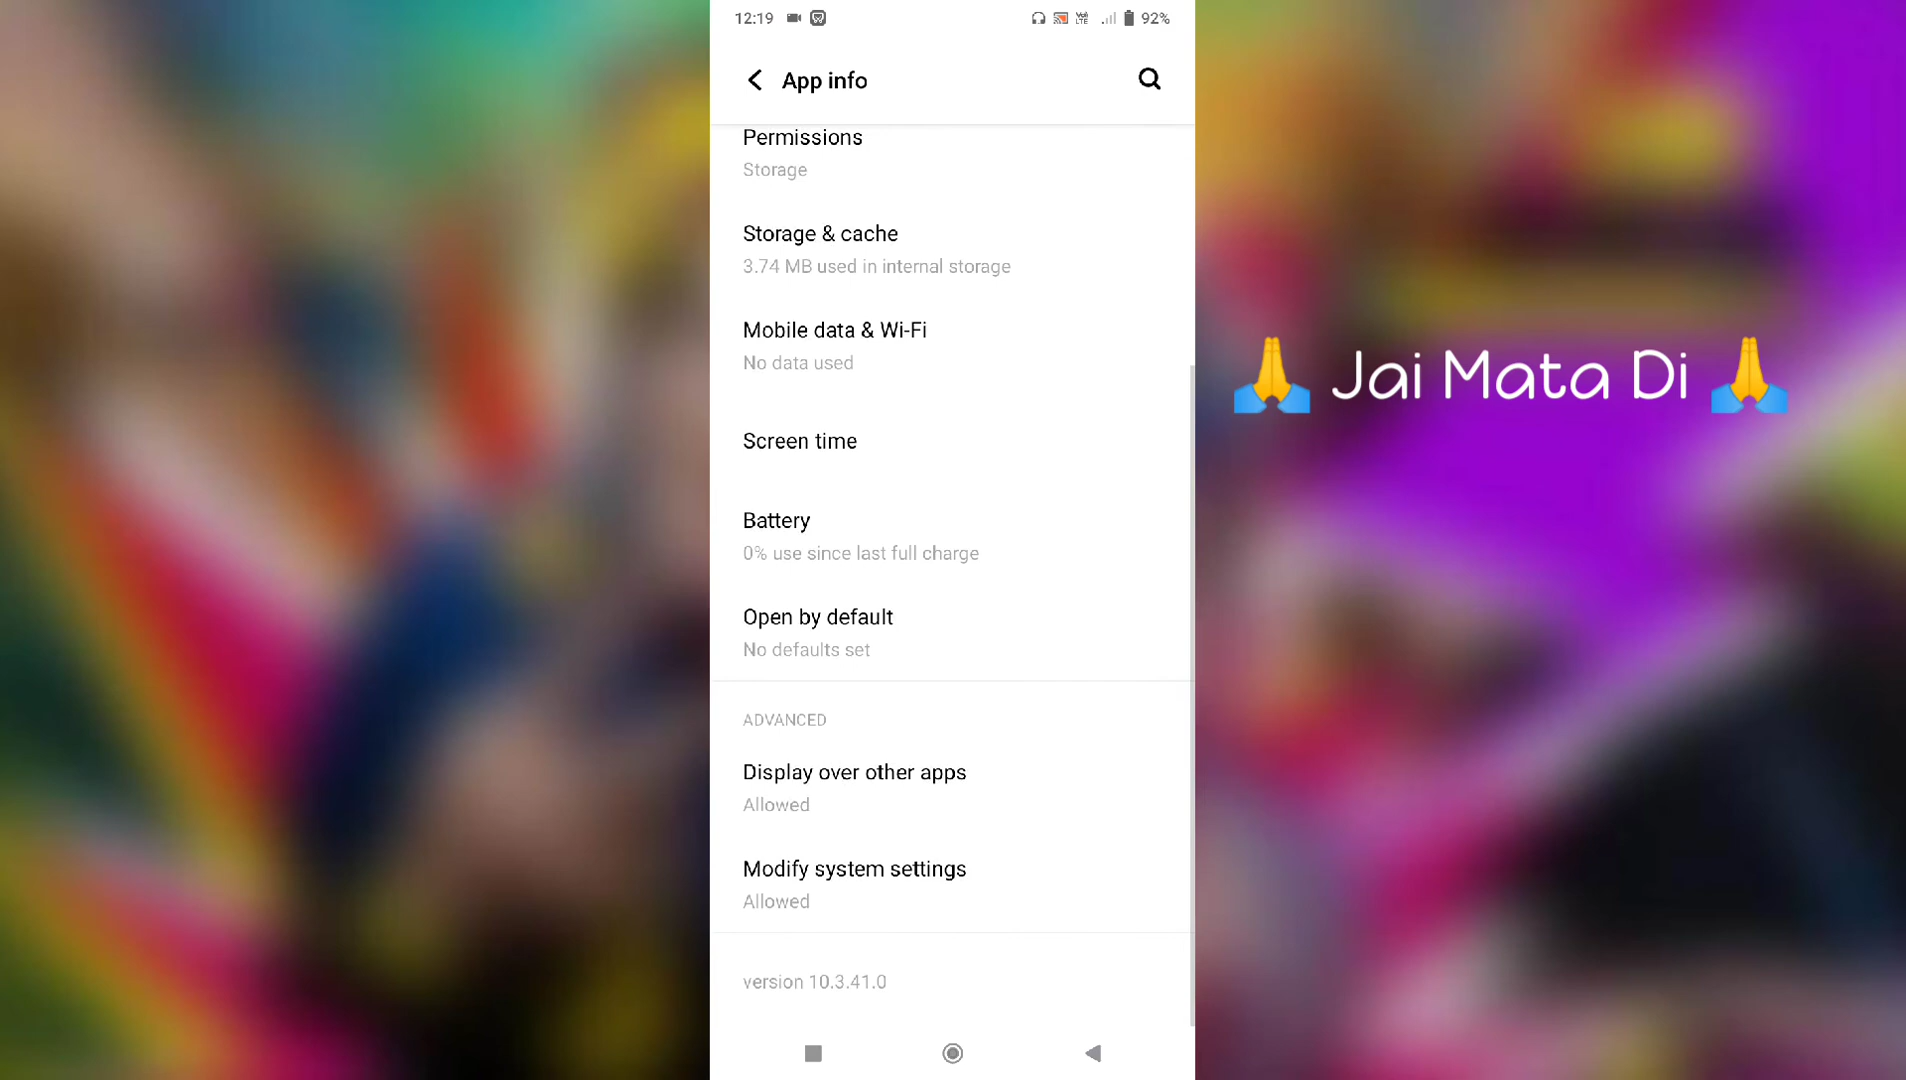 12:19 92%
App info
Permissions
Storage
Storage & cache
3.74 MB used in internal storage
Mobile data & Wi-Fi
No data used
Screen time
Battery
0% use since last full charge
Open by default
No defaults set
ADVANCED
Display over other apps
Allowed
Modify system settings
Allowed
version 10.3.41.0
🙏 Jai Mata Di 🙏